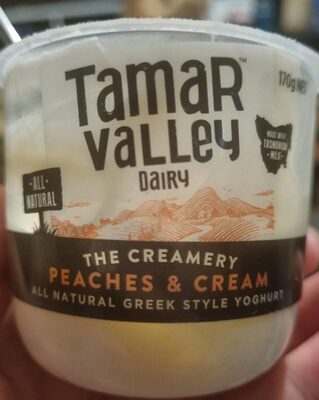 TamaR™
valley
DaiRY
170g NET
MADE WITH
TASMANIAN
MILK
-ALL-
NATURAL
THE CREAMERY
PEACHES & CREAM
ALL NATURAL GREEK STYLE YOGHURT